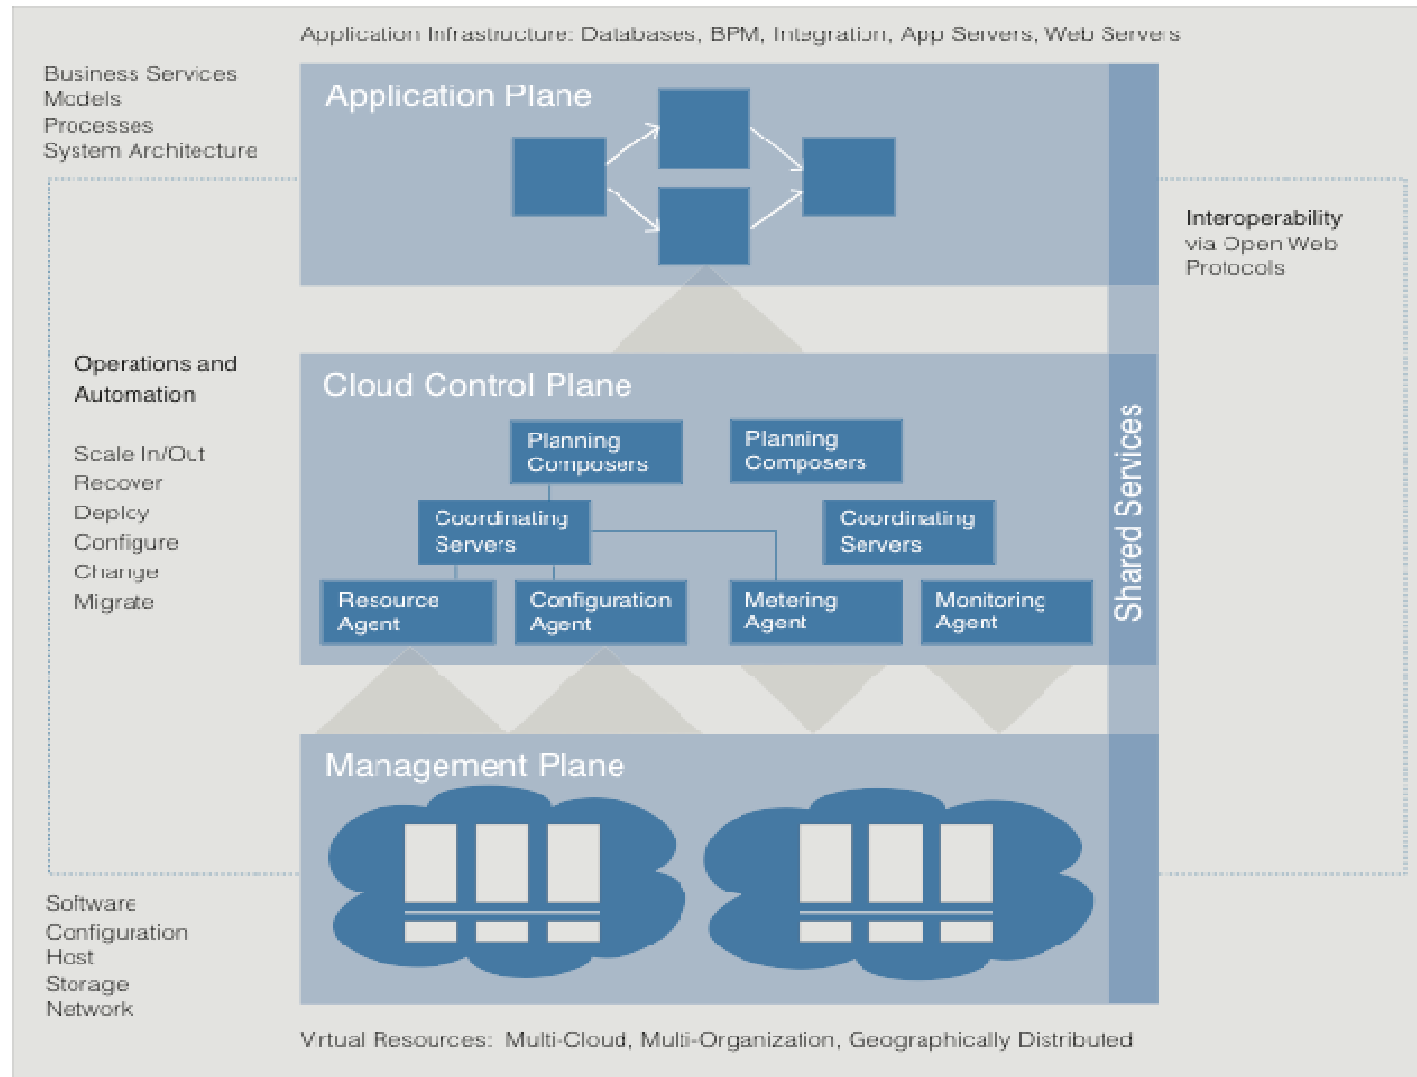 Application Infrastructure: Databases, BPM, Integration, App Servers, Web Servers
Business Services
Models
Processes
System Architecture
Application Plane
Interoperability
via Open Web
Protocols
Operations and
Automation
Scale In/Out
Recover
Deploy
Configure
Change
Migrate
Cloud Control Plane
Planning
Composers
Planning
Composers
Coordinating
Servers
Coordinating
Servers
Resource
Agent
Configuration
Agent
Metering
Agent
Monitoring
Agent
Shared Services
Management Plane
Software
Configuration
Host
Storage
Network
Virtual Resources: Multi-Cloud, Multi-Organization, Geographically Distributed